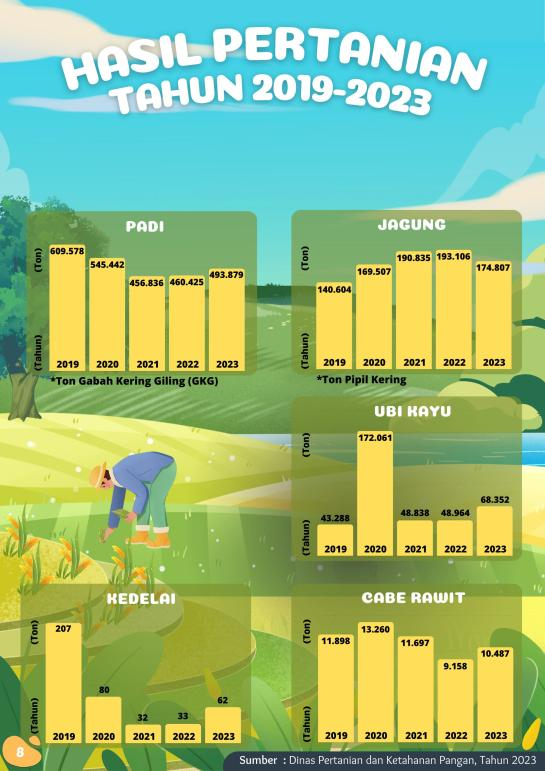 HASIL PERTANIAN
TAHUN 2019-2023
PADI
(Ton)
609.578
545.442
456.836
460.425
493.879
(Tahun)
2019
2020
2021
2022
2023
*Ton Gabah Kering Giling (GKG)
JAGUNG
(Ton)
140.604
169.507
190.835
193.106
174.807
(Tahun)
2019
2020
2021
2022
2023
*Ton Pipil Kering
UBI KAYU
(Ton)
43.288
172.061
48.838
48.964
68.352
(Tahun)
2019
2020
2021
2022
2023
KEDELAI
(Ton)
207
80
32
33
62
(Tahun)
2019
2020
2021
2022
2023
CABE RAWIT
(Ton)
11.898
13.260
11.697
9.158
10.487
(Tahun)
2019
2020
2021
2022
2023
8
Sumber : Dinas Pertanian dan Ketahanan Pangan, Tahun 2023